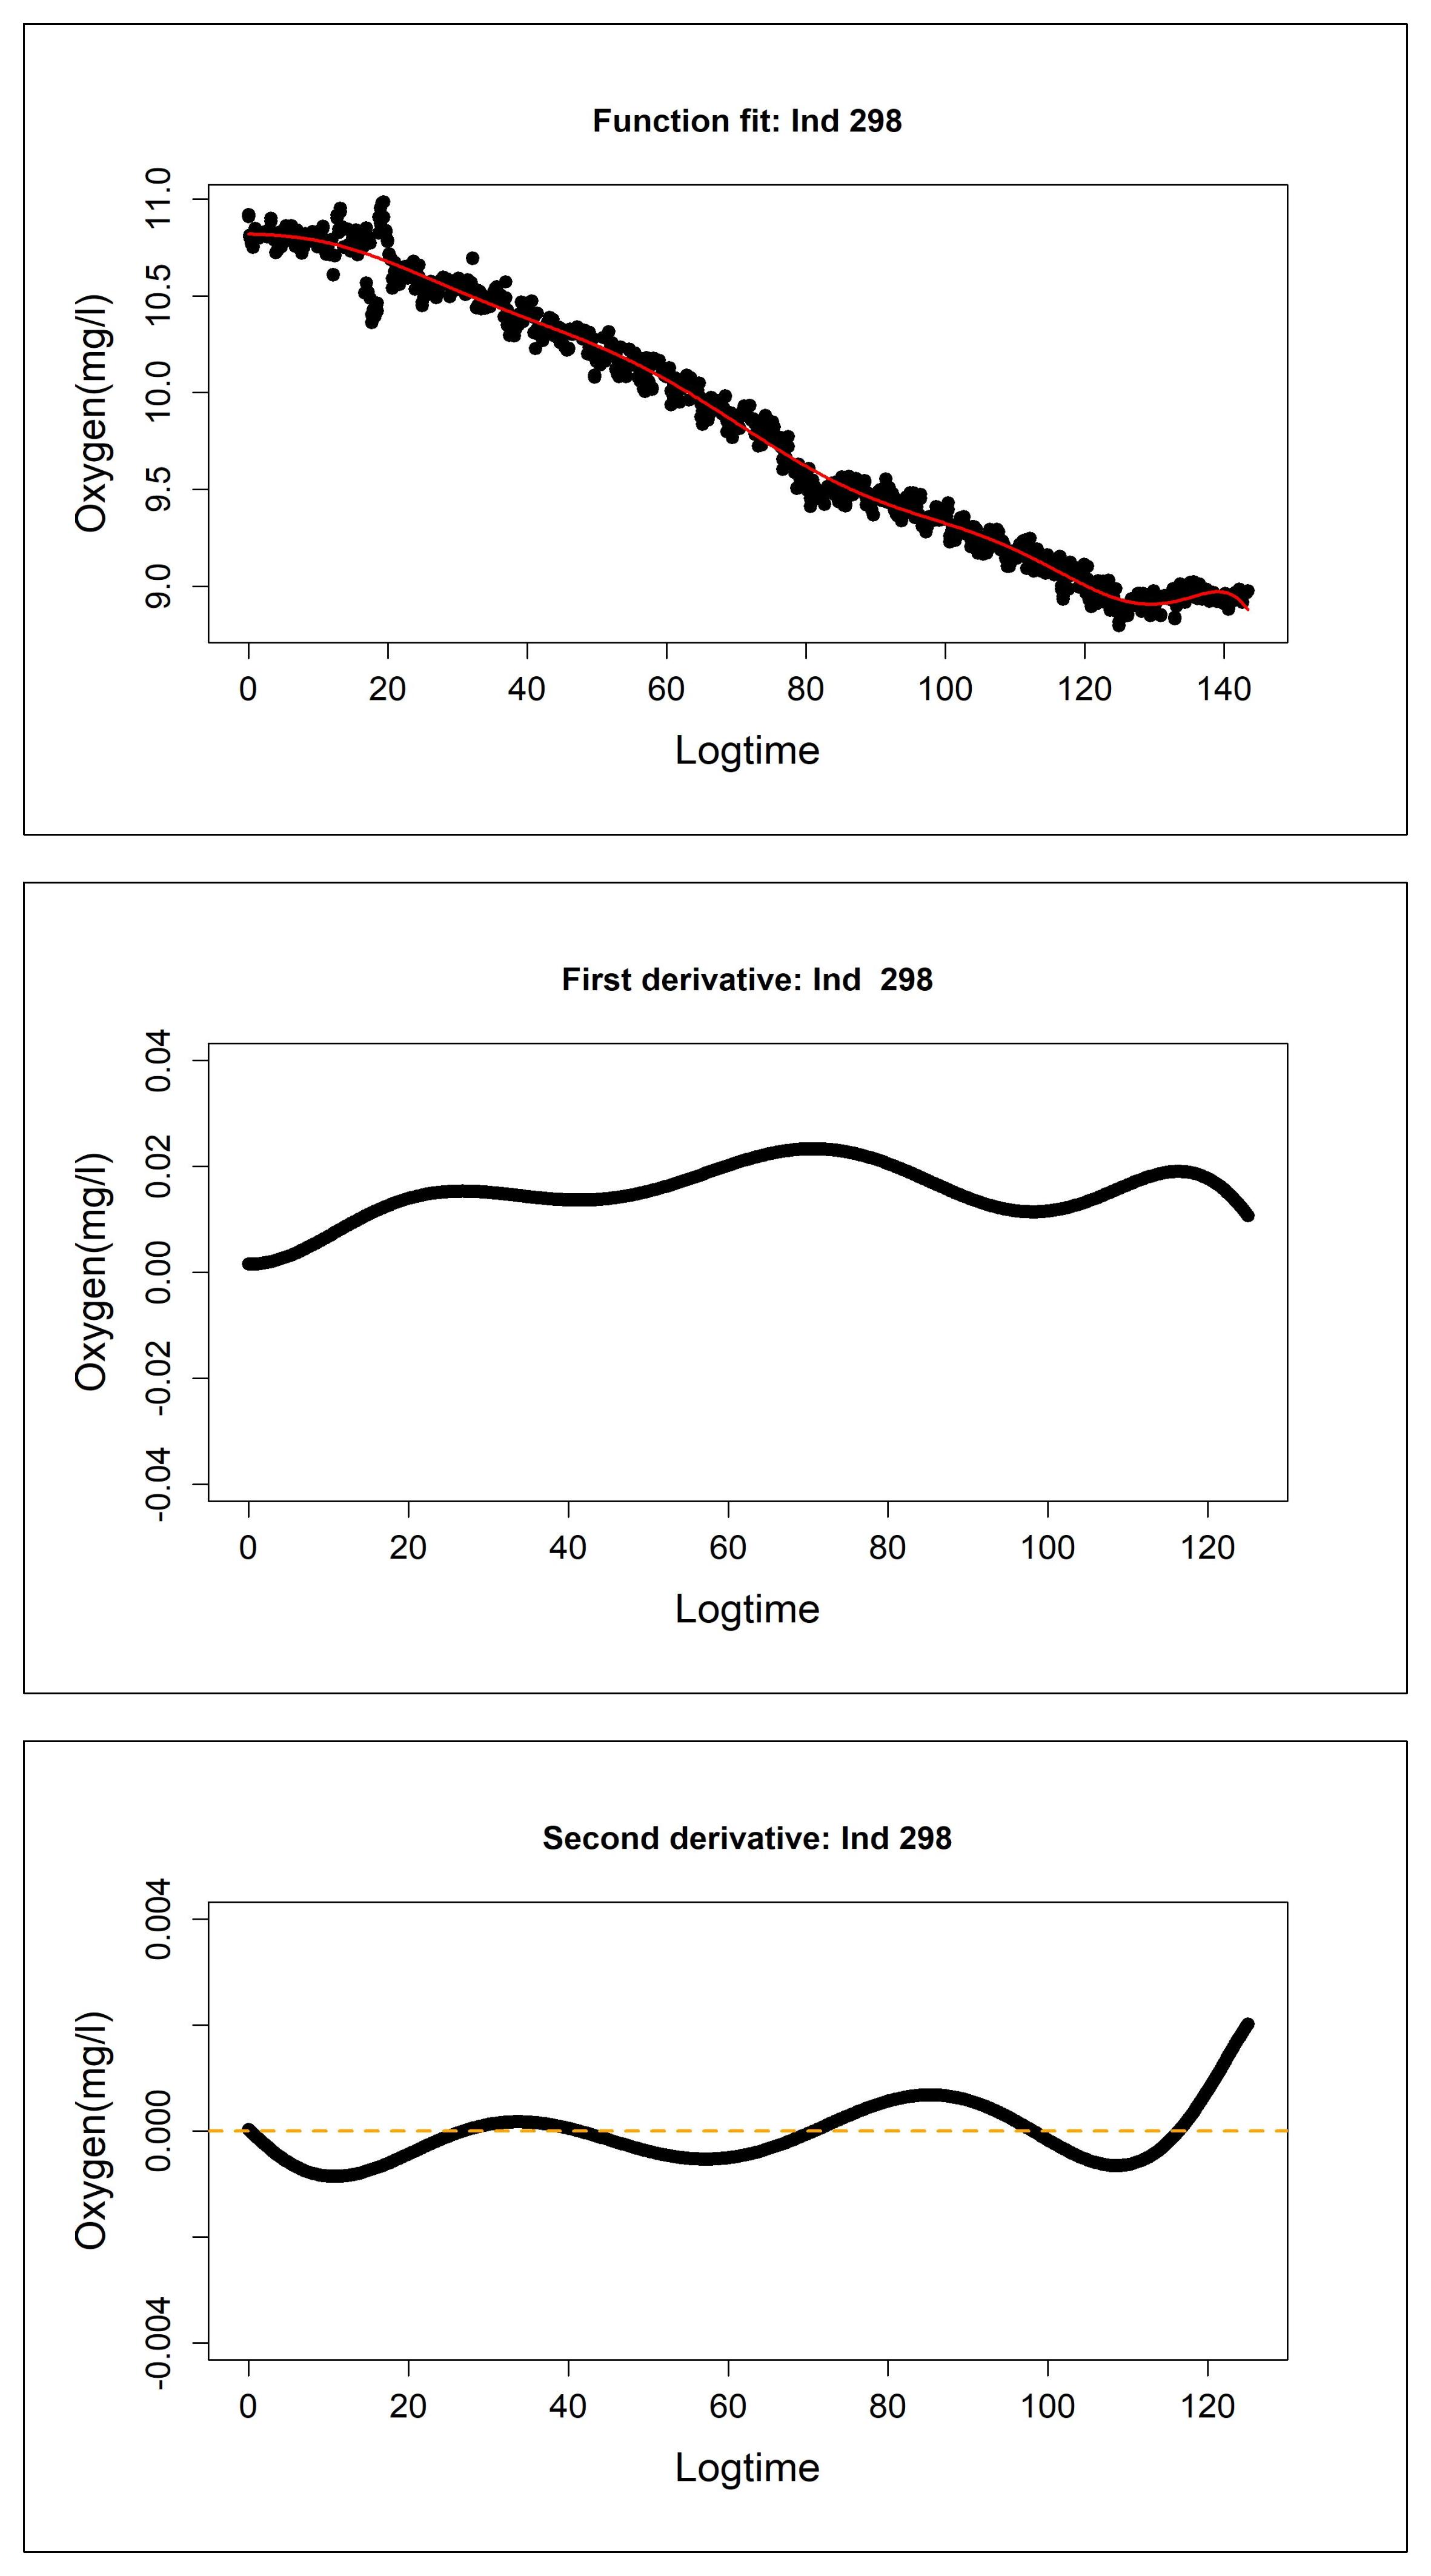 Function fit: Ind 298
Oxygen(mg/l)
11.0
10.5
10.0
9.5
9.0
0 20 40 60 80 100 120 140
Logtime
First derivative: Ind  298
Oxygen(mg/l)
0.04
0.02
0.00
-0.02
-0.04
0 20 40 60 80 100 120
Logtime
Second derivative: Ind 298
Oxygen(mg/l)
0.004
0.000
-0.004
0 20 40 60 80 100 120
Logtime